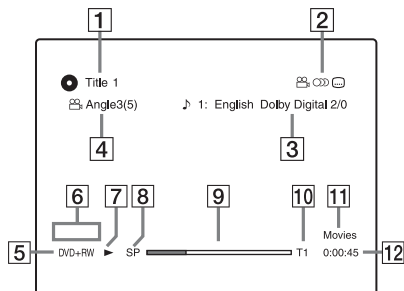 1 2
Title 1
Angle3(5) ♪ 1: English Dolby Digital 2/0
4 3
6 7 8 9 10 11
Movies
5 DVD+RW ► SP T1 0:00:45 12